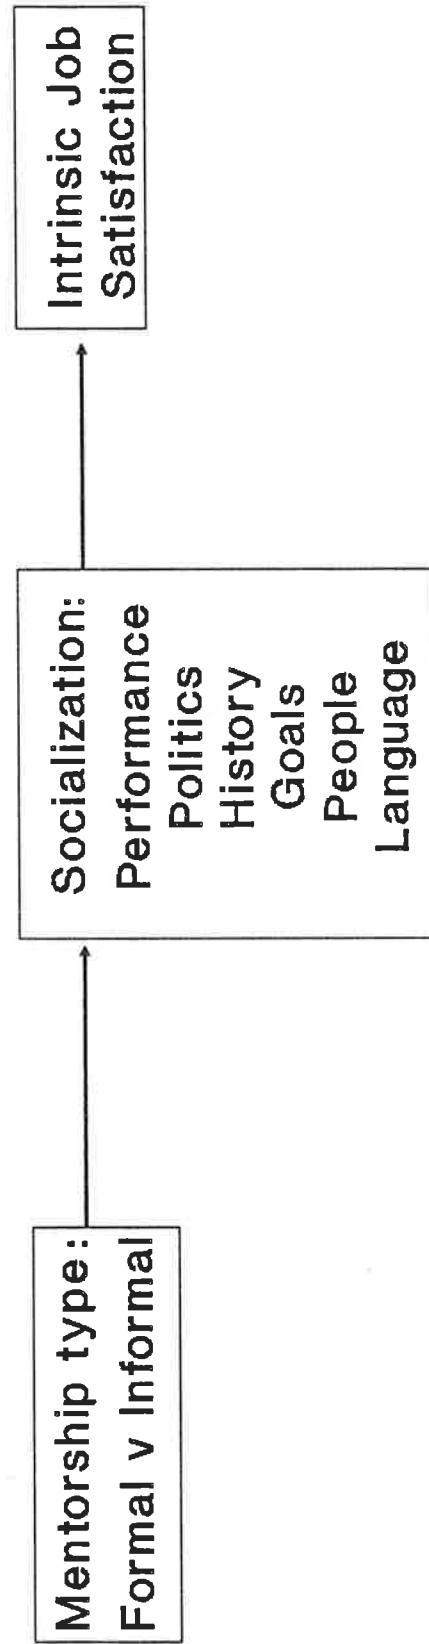 Mentorship type:
Formal v Informal
Socialization:
Performance
Politics
History
Goals
People
Language
Intrinsic Job
Satisfaction